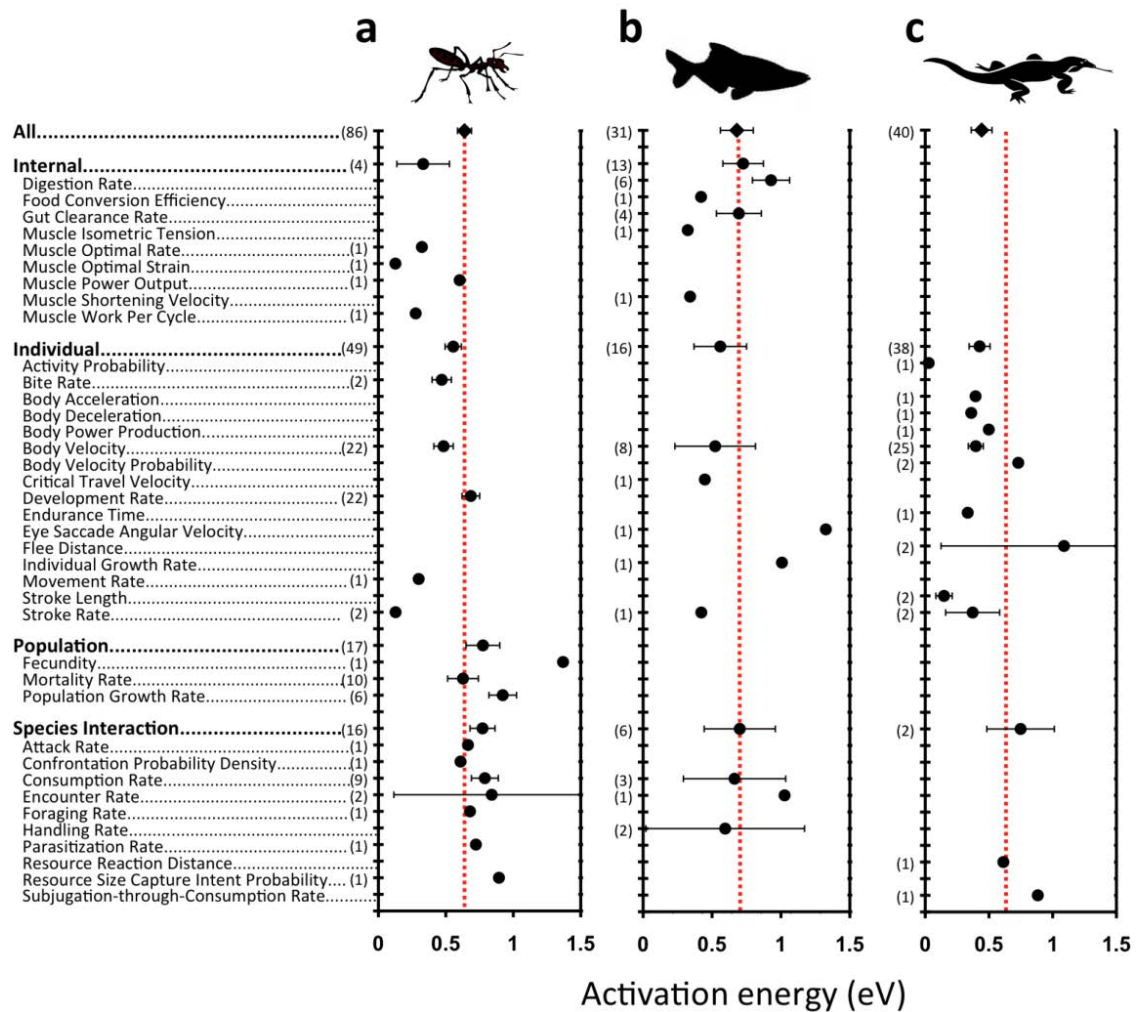 a b c
All (86) (31) (40)
Internal (4) (13)
Digestion Rate (6)
Food Conversion Efficiency (1)
Gut Clearance Rate (4)
Muscle Isometric Tension (1)
Muscle Optimal Rate (1)
Muscle Optimal Strain (1)
Muscle Power Output (1)
Muscle Shortening Velocity (1)
Muscle Work Per Cycle (1)
Individual (49) (16) (38)
Activity Probability (1)
Bite Rate (2)
Body Acceleration (1)
Body Deceleration (1)
Body Power Production (1)
Body Velocity (22) (8) (25)
Body Velocity Probability (2)
Critical Travel Velocity (1)
Development Rate (22)
Endurance Time (1)
Eye Saccade Angular Velocity (1)
Flee Distance (2)
Individual Growth Rate (1)
Movement Rate (1)
Stroke Length (2)
Stroke Rate (2) (1) (2)
Population (17)
Fecundity (1)
Mortality Rate (10)
Population Growth Rate (6)
Species Interaction (16) (6) (2)
Attack Rate (1)
Confrontation Probability Density (1)
Consumption Rate (9) (3)
Encounter Rate (2) (1)
Foraging Rate (1)
Handling Rate (2)
Parasitization Rate (1)
Resource Reaction Distance (1)
Resource Size Capture Intent Probability (1)
Subjugation-through-Consumption Rate (1)
0 0.5 1 1.5 0 0.5 1 1.5 0 0.5 1 1.5
Activation energy (eV)